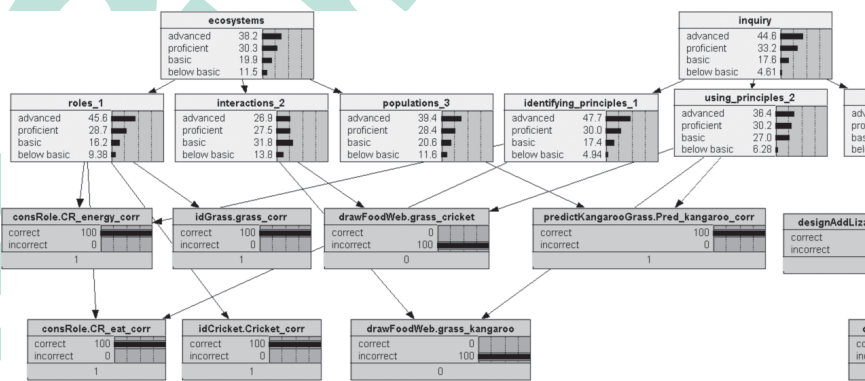 ecosystems
advanced 38.2
proficient 30.3
basic 19.9
below basic 11.5
inquiry
advanced 44.6
proficient 33.2
basic 17.6
below basic 4.61
roles_1
advanced 45.6
proficient 28.7
basic 16.2
below basic 9.38
interactions_2
advanced 26.9
proficient 27.5
basic 31.8
below basic 13.8
populations_3
advanced 39.4
proficient 28.4
basic 20.6
below basic 11.6
identifying_principles_1
advanced 47.7
proficient 30.0
basic 17.4
below basic 4.94
using_principles_2
advanced 36.4
proficient 30.2
basic 27.0
below basic 6.28
adv
pro
bas
bel
consRole.CR_energy_corr
correct 100
incorrect 0
1
idGrass.grass_corr
correct 100
incorrect 0
1
drawFoodWeb.grass_cricket
correct 0
incorrect 100
0
predictKangarooGrass.Pred_kangaroo_corr
correct 100
incorrect 0
1
designAddLiza
correct
incorrect
consRole.CR_eat_corr
correct 100
incorrect 0
1
idCricket.Cricket_corr
correct 100
incorrect 0
1
drawFoodWeb.grass_kangaroo
correct 0
incorrect 100
0
co
inc